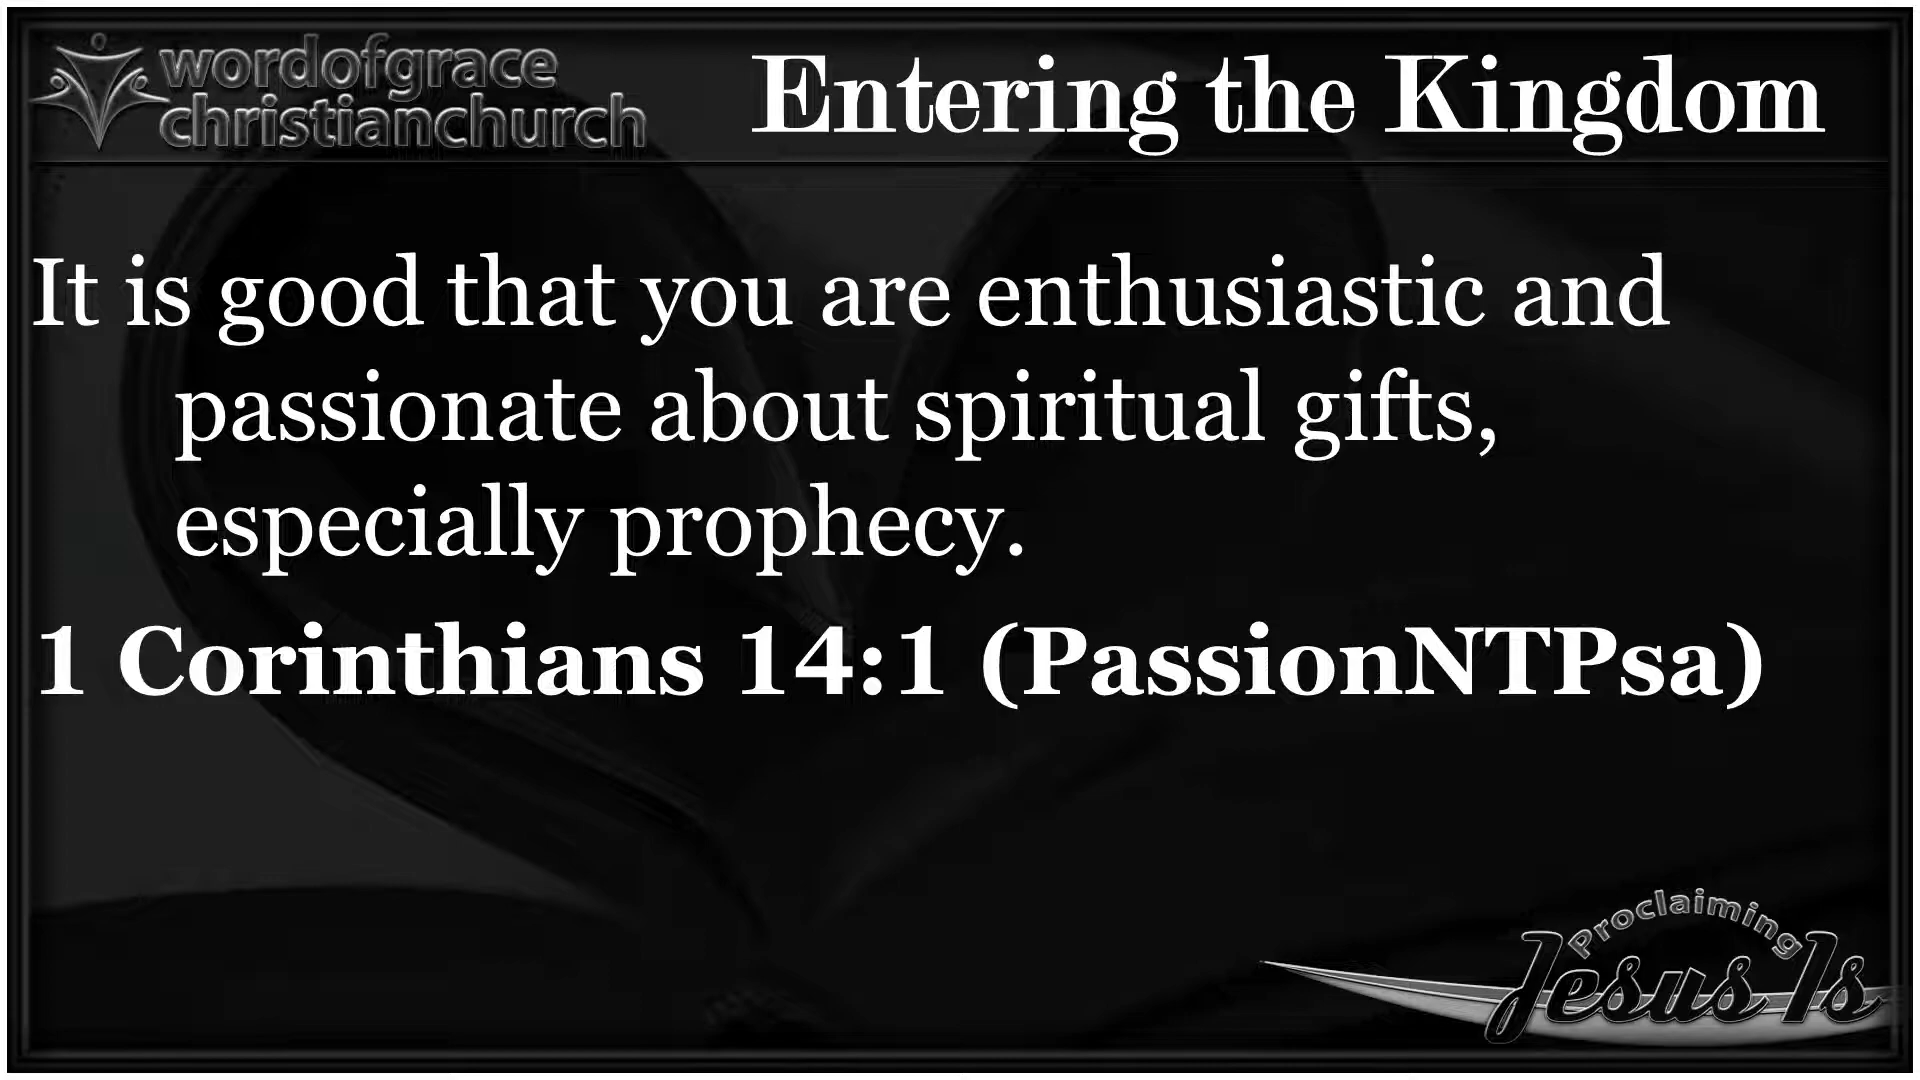 wordofgrace
christianchurch
Entering the Kingdom
It is good that you are enthusiastic and
passionate about spiritual gifts,
especially prophecy.
1 Corinthians 14:1 (PassionNTPsa)
Proclaiming
Jesus Is